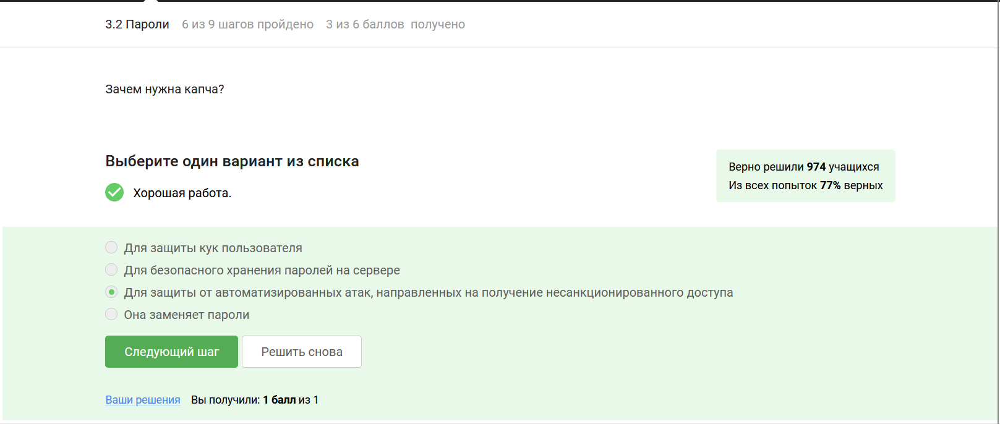 3.2 Пароли 6 из 9 шагов пройдено 3 из 6 баллов получено
Зачем нужна капча?
Выберите один вариант из списка
Хорошая работа.
Верно решили 974 учащихся
Из всех попыток 77% верных
Для защиты кук пользователя
Для безопасного хранения паролей на сервере
Для защиты от автоматизированных атак, направленных на получение несанкционированного доступа
Она заменяет пароли
Следующий шаг Решить снова
Ваши решения Вы получили: 1 балл из 1